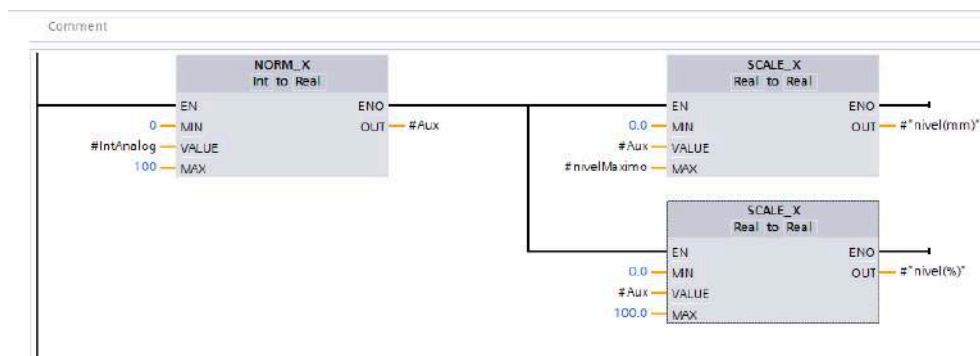 Comment
NORM_X
Int to Real
EN ENO
0 MIN OUT #Aux
#IntAnalog VALUE
100 MAX
SCALE_X
Real to Real
EN ENO
0.0 MIN OUT #"nivel(mm)"
#Aux VALUE
#nivelMaximo MAX
SCALE_X
Real to Real
EN ENO
0.0 MIN OUT #"nivel(%)"
#Aux VALUE
100.0 MAX